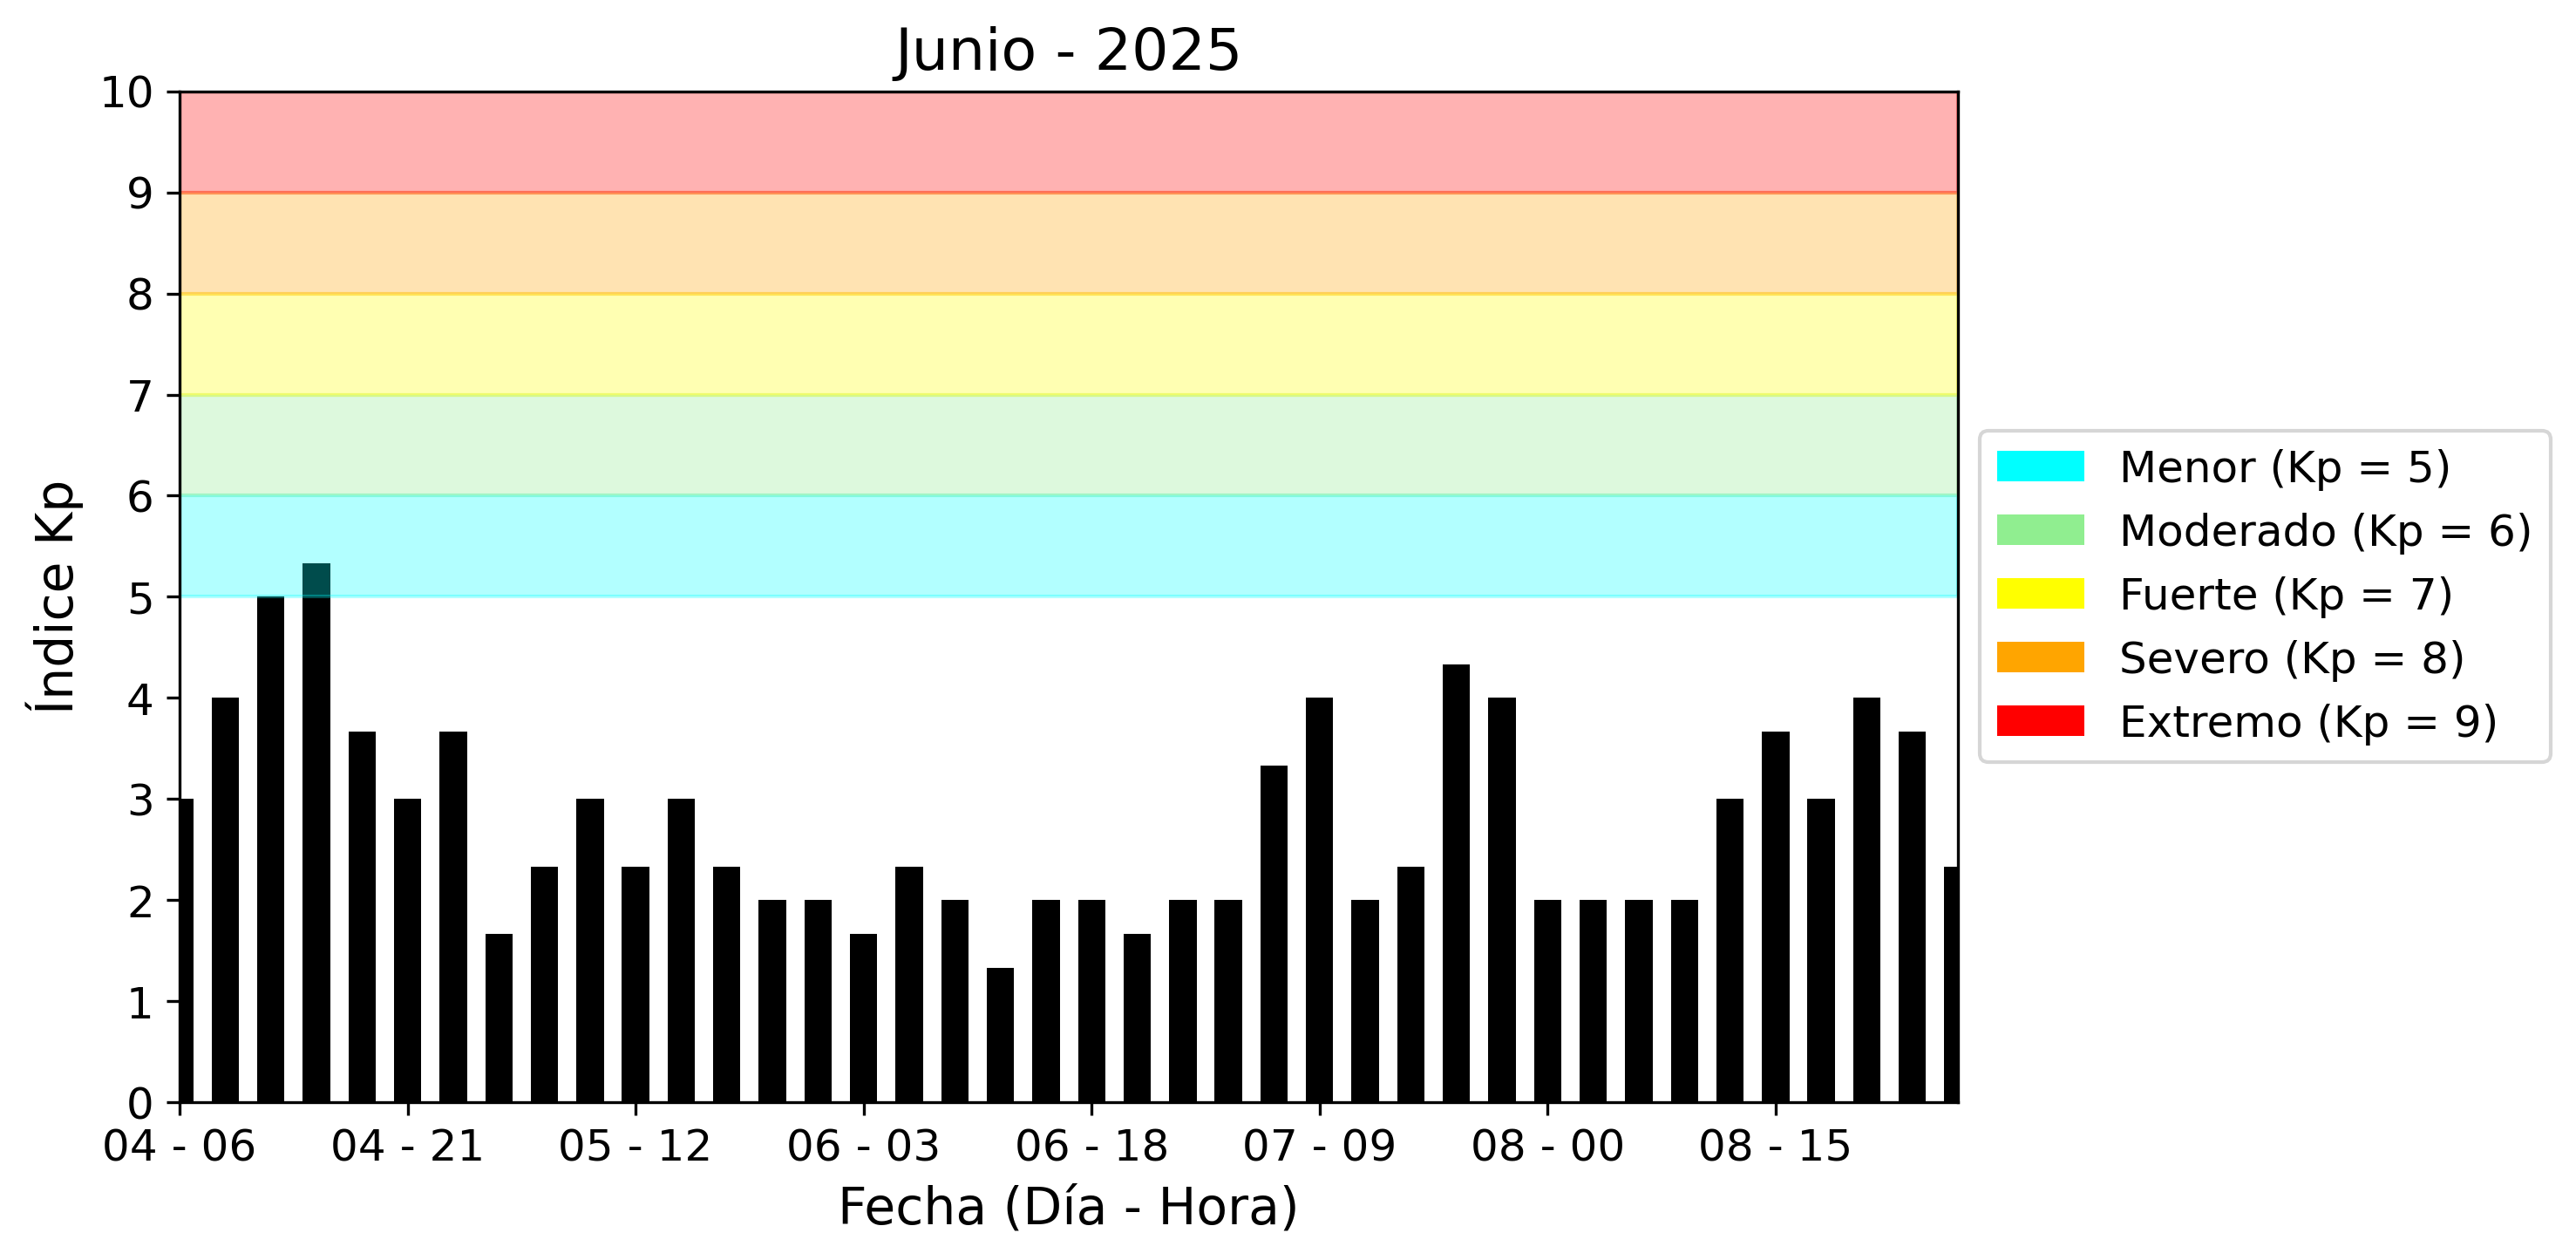 Junio - 2025
Índice Kp
10
9
8
7
6
5
4
3
2
1
0
04 - 06
04 - 21
05 - 12
06 - 03
06 - 18
07 - 09
08 - 00
08 - 15
Fecha (Día - Hora)
Menor (Kp = 5)
Moderado (Kp = 6)
Fuerte (Kp = 7)
Severo (Kp = 8)
Extremo (Kp = 9)